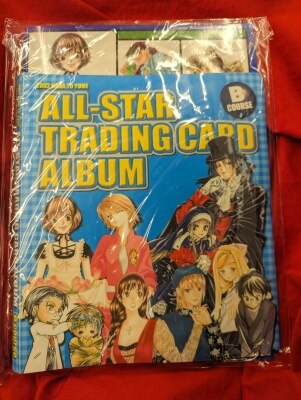 2002 HANA TO YUME
ALL-STAR
TRADING CARD
ALBUM
B
COURSE